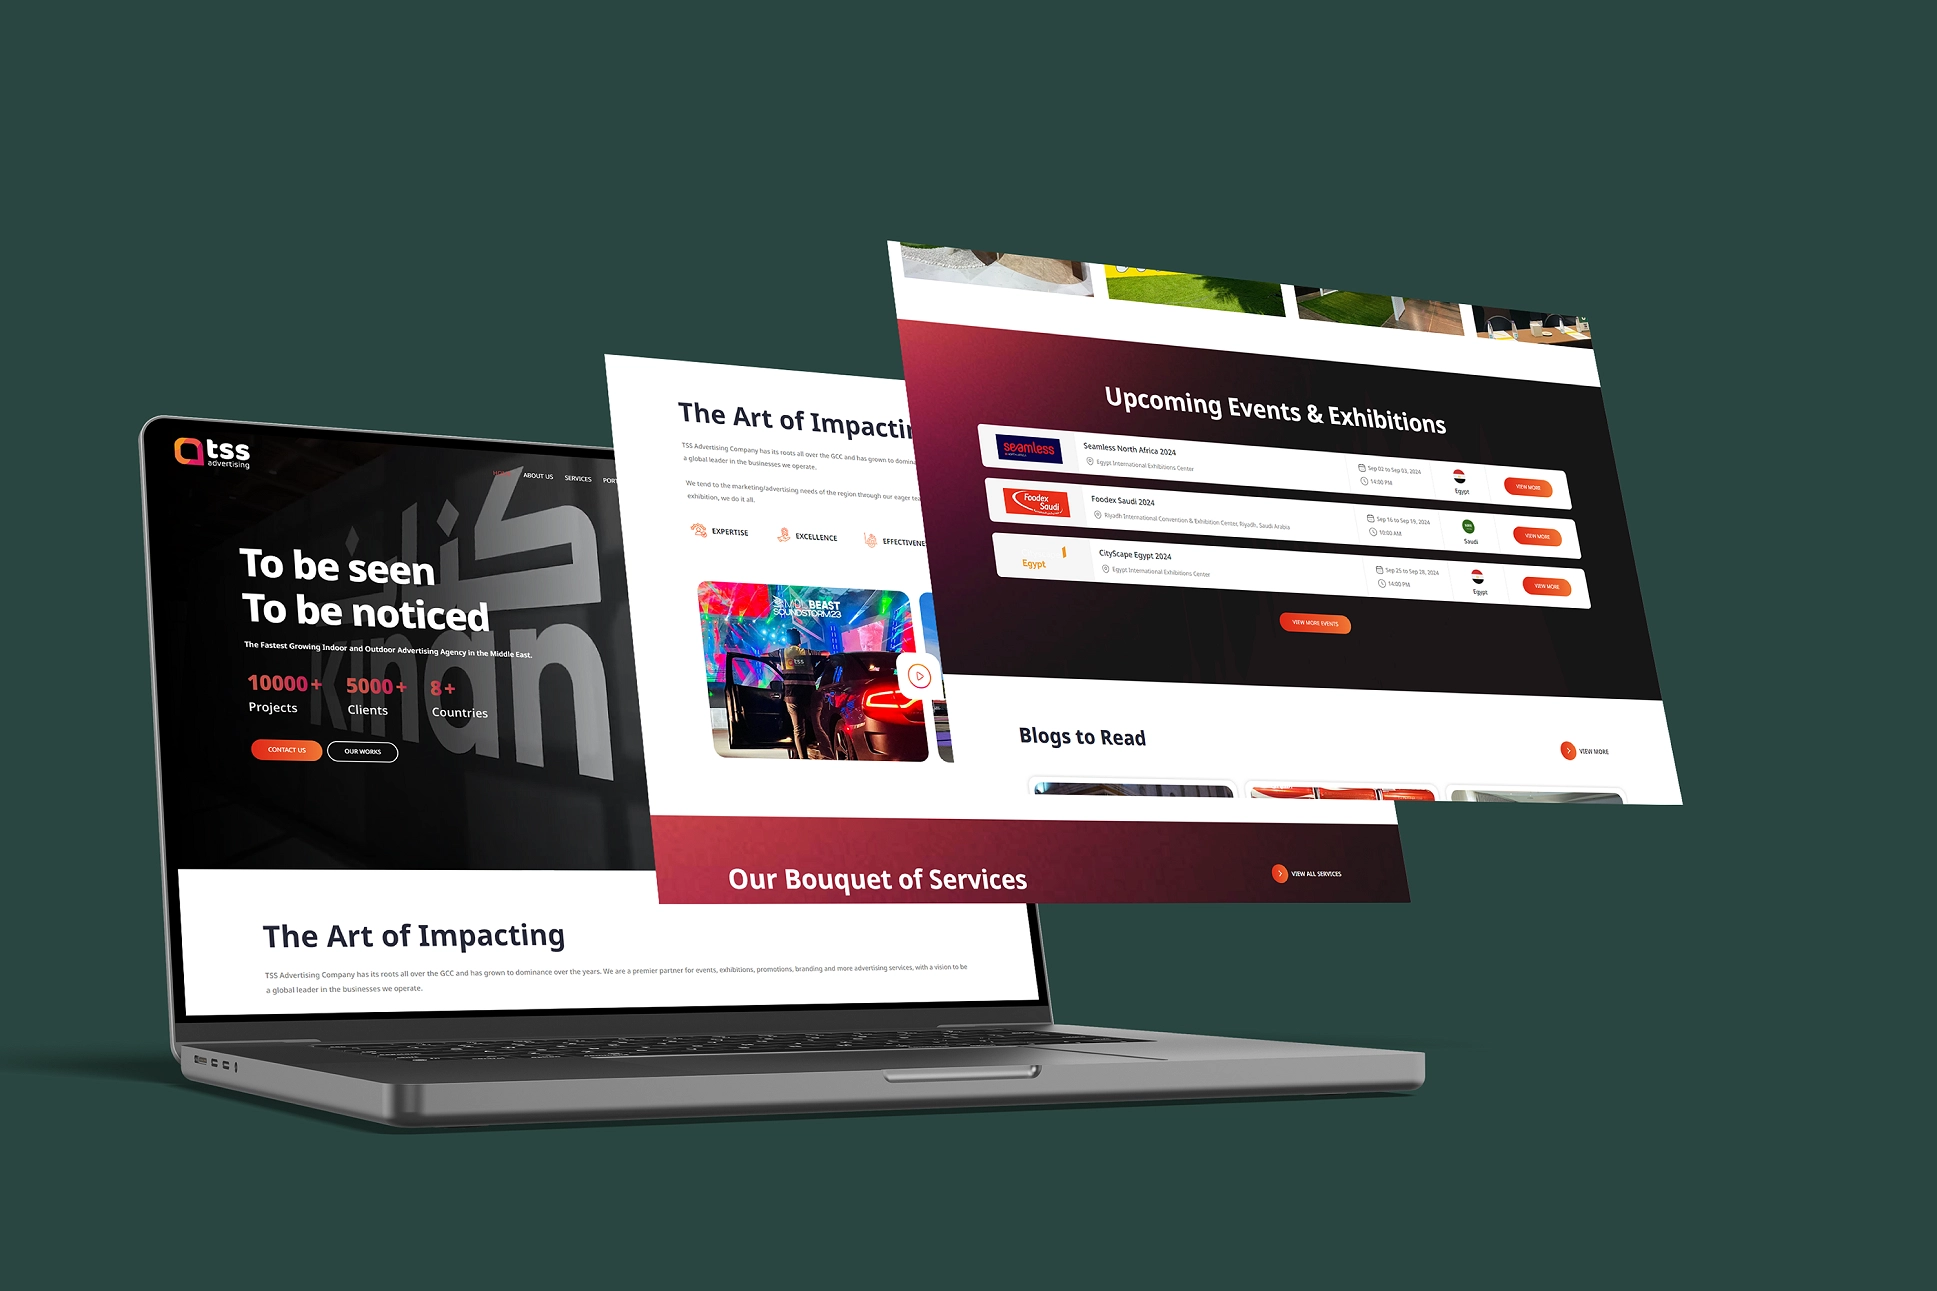 tss
advertising
HOME
ABOUT US
SERVICES
كنان
kinan
To be seen
To be noticed
The Fastest Growing Indoor and Outdoor Advertising Agency in the Middle East.
10000+
Projects
5000+
Clients
8+
Countries
CONTACT US
OUR WORKS
The Art of Impacting
TSS Advertising Company has its roots all over the GCC and has grown to dominance over the years. We are a premier partner for events, exhibitions, promotions, branding and more advertising services, with a vision to be
a global leader in the businesses we operate.
The Art of Impactin
TSS Advertising Company has its roots all over the GCC and has grown to domina
a global leader in the businesses we operate.
We tend to the marketing/advertising needs of the region through our eager tea
exhibition, we do it all.
EXPERTISE
EXCELLENCE
EFFECTIVENE
MDLBEAST
SOUNDSTORM23
tss
Our Bouquet of Services
VIEW ALL SERVICES
Upcoming Events & Exhibitions
seamless
Seamless North Africa 2024
Egypt International Exhibitions Center
Sep 02 to Sep 03, 2024
14:00 PM
Egypt
VIEW MORE
Foodex
Saudi
Foodex Saudi 2024
Riyadh International Convention & Exhibition Center, Riyadh, Saudi Arabia
Sep 16 to Sep 19, 2024
10:00 AM
Saudi
VIEW MORE
Egypt
CityScape Egypt 2024
Egypt International Exhibitions Center
Sep 25 to Sep 28, 2024
14:00 PM
Egypt
VIEW MORE
VIEW MORE EVENTS
Blogs to Read
VIEW MORE